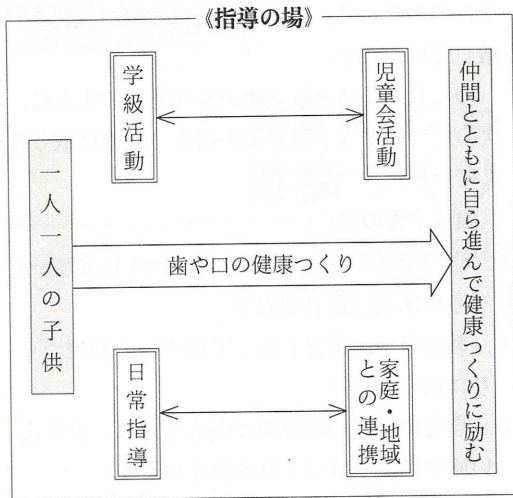 《指導の場》
学級活動
児童会活動
一人一人の子供
歯や口の健康つくり
仲間とともに自ら進んで健康つくりに励む
日常指導
家庭・地域
との連携